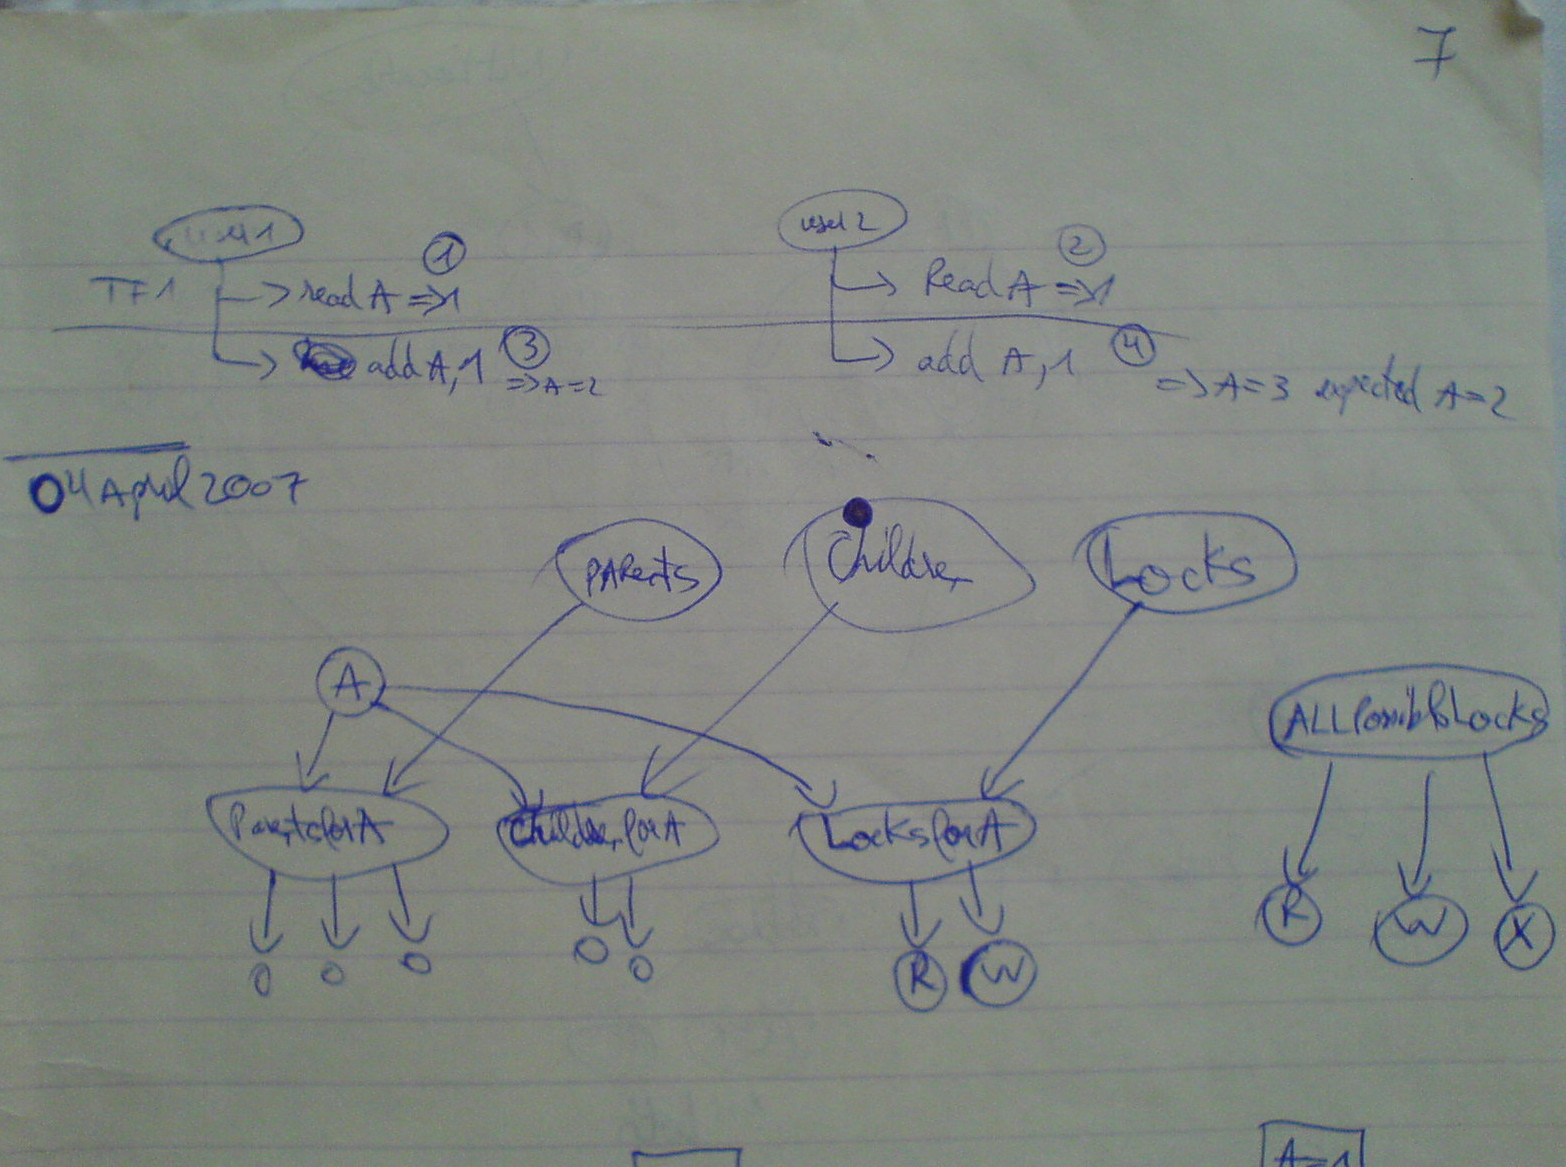 7
user 2
1
2
TF1
read A => 1
Read A => 1
add A, 1
3
=> A = 2
add A, 1
4
=> A = 3 expected A = 2
04 April 2007
PARents
Children
Locks
A
ALLPossibleLocks
ParentsforA
ChildrenforA
LocksforA
R
W
R
W
X
A=1